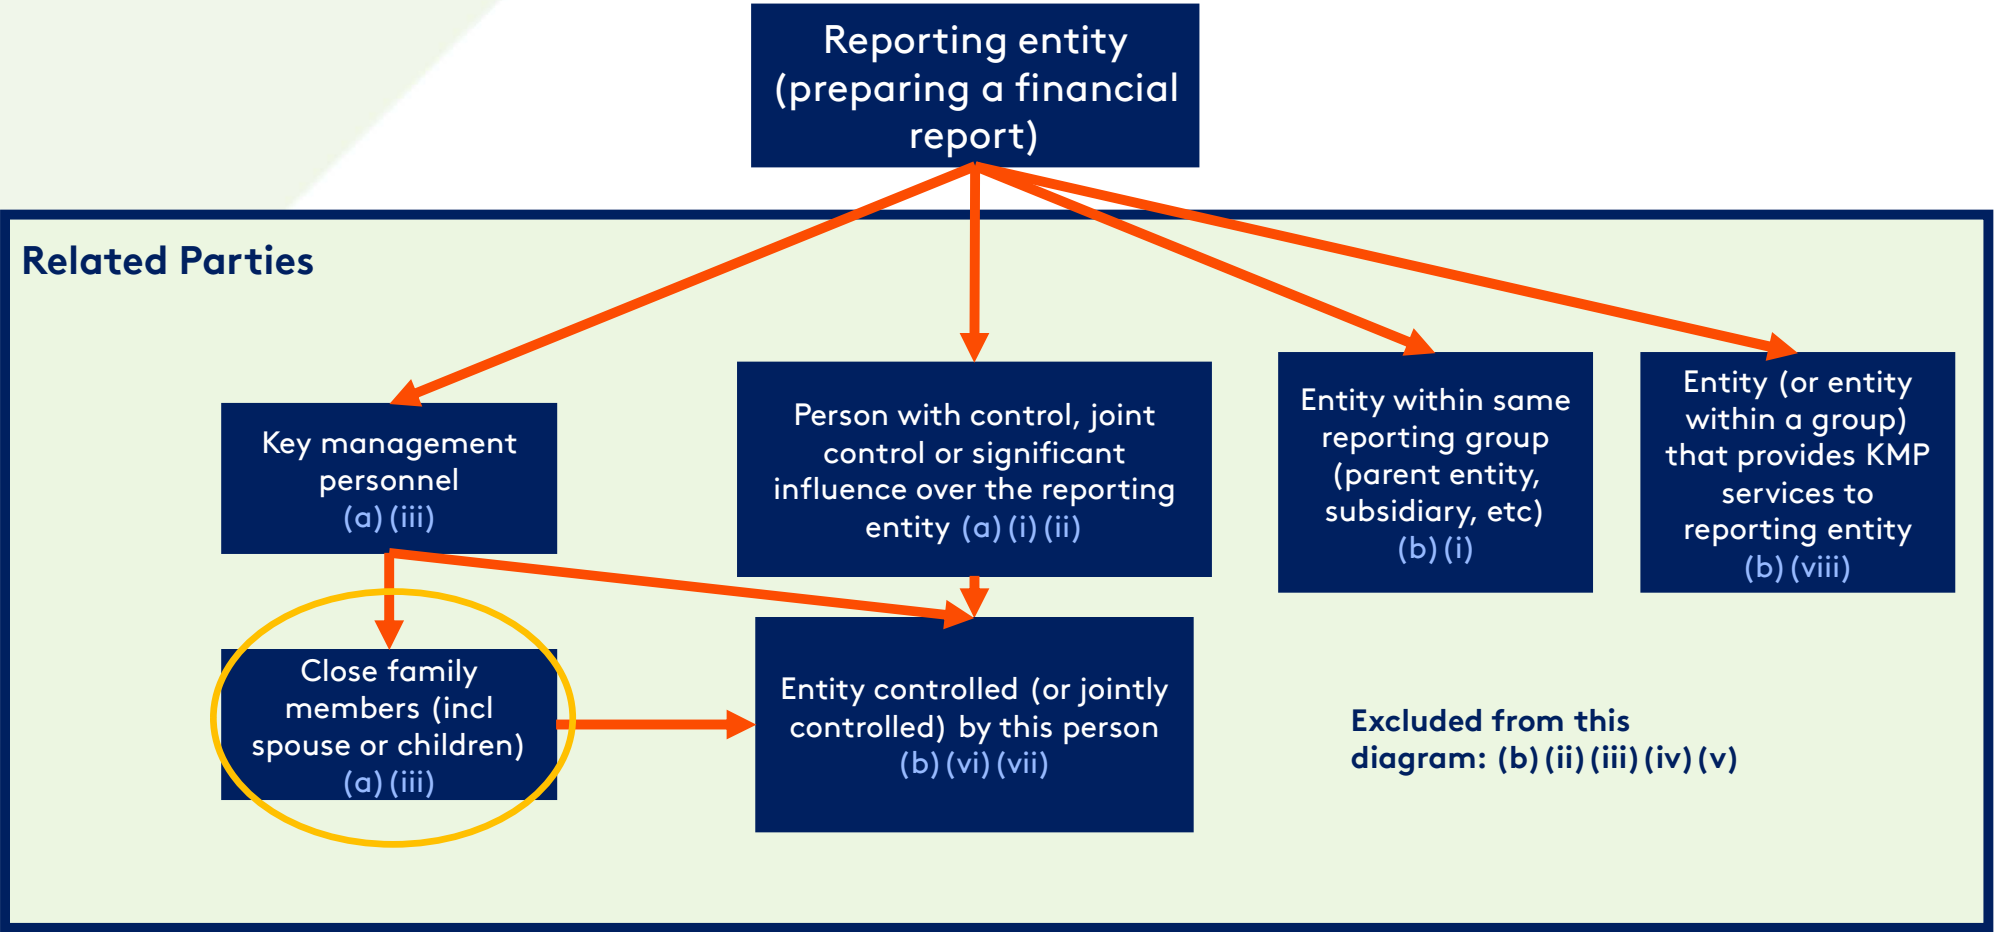 Reporting entity
(preparing a financial
report)
Related Parties
Key management
personnel
(a)(iii)
Person with control, joint
control or significant
influence over the reporting
entity (a)(i)(ii)
Entity within same
reporting group
(parent entity,
subsidiary, etc)
(b)(i)
Entity (or entity
within a group)
that provides KMP
services to
reporting entity
(b)(viii)
Close family
members (incl
spouse or children)
(a)(iii)
Entity controlled (or jointly
controlled) by this person
(b)(vi)(vii)
Excluded from this
diagram: (b)(ii)(iii)(iv)(v)